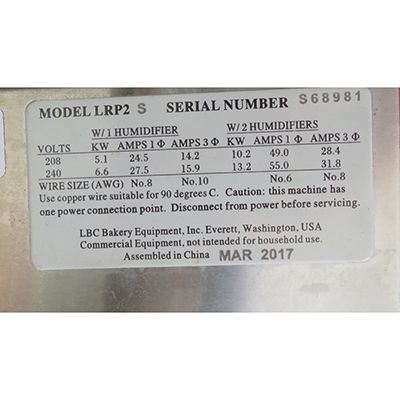 MODEL LRP2 S SERIAL NUMBER S68981
W/1 HUMIDIFIER W/2 HUMIDIFIERS
VOLTS KW AMPS 1 Φ AMPS 3 Φ KW AMPS 1 Φ AMPS 3 Φ
208 5.1 24.5 14.2 10.2 49.0 28.4
240 6.6 27.5 15.9 13.2 55.0 31.8
WIRE SIZE (AWG) No.8 No.10 No.6 No.8
Use copper wire suitable for 90 degrees C. Caution: this machine has
one power connection point. Disconnect from power before servicing.
LBC Bakery Equipment, Inc. Everett, Washington, USA
Commercial Equipment, not intended for household use.
Assembled in China MAR 2017